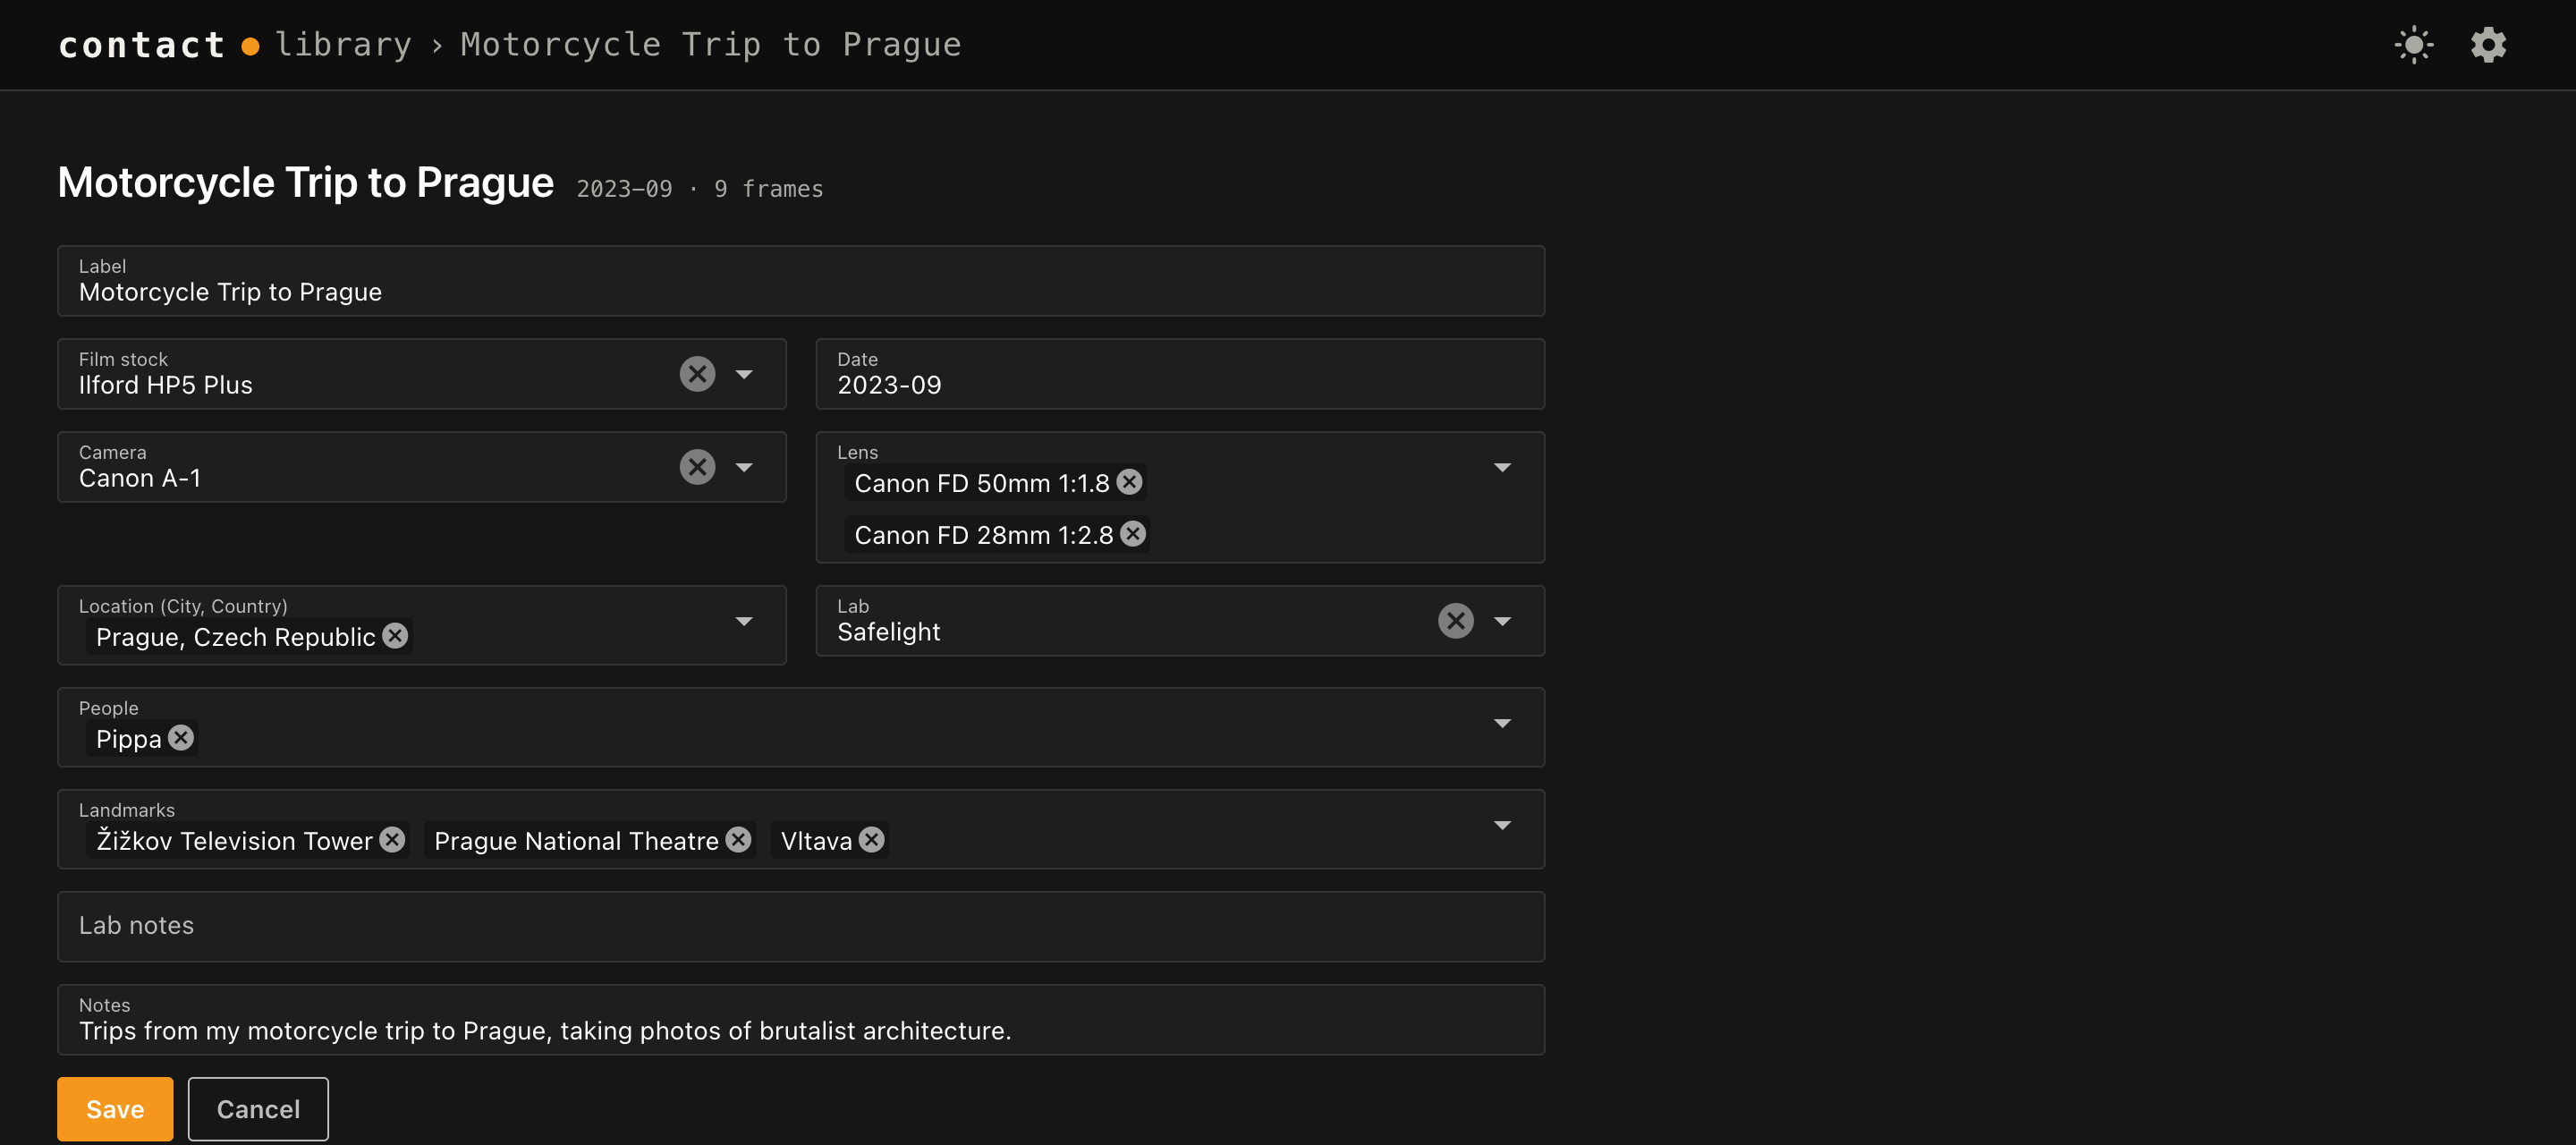 contact library › Motorcycle Trip to Prague
Motorcycle Trip to Prague 2023-09 · 9 frames
Label
Motorcycle Trip to Prague
Film stock
Ilford HP5 Plus
Date
2023-09
Camera
Canon A-1
Lens
Canon FD 50mm 1:1.8
Canon FD 28mm 1:2.8
Location (City, Country)
Prague, Czech Republic
Lab
Safelight
People
Pippa
Landmarks
Žižkov Television Tower Prague National Theatre Vltava
Lab notes
Notes
Trips from my motorcycle trip to Prague, taking photos of brutalist architecture.
Save Cancel